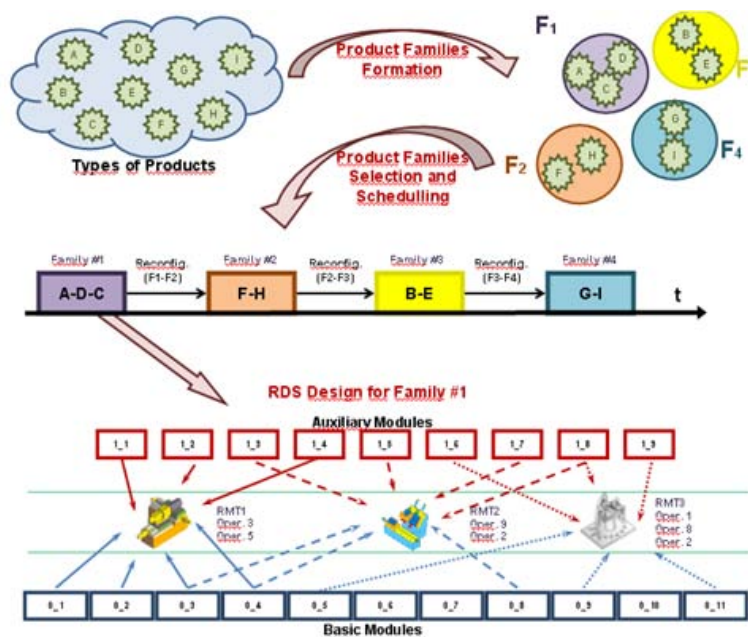 A D G I
B E F H
C
Types of Products
Product Families
Formation
F1
A D C
B E
F
Product Families
Selection and
Schedulling
F2
F H
G I
F4
Family #1
Reconfig.
(F1-F2)
Family #2
Reconfig.
(F2-F3)
Family #3
Reconfig.
(F3-F4)
Family #4
A-D-C
F-H
B-E
G-I
t
RDS Design for Family #1
Auxiliary Modules
1_1 1_2 1_3 1_4 1_5 1_6 1_7 1_8 1_9
RMT1
Oper. 3
Oper. 5
RMT2
Oper. 9
Oper. 2
RMT3
Oper. 1
Oper. 8
Oper. 2
0_1 0_2 0_3 0_4 0_5 0_6 0_7 0_8 0_9 0_10 0_11
Basic Modules